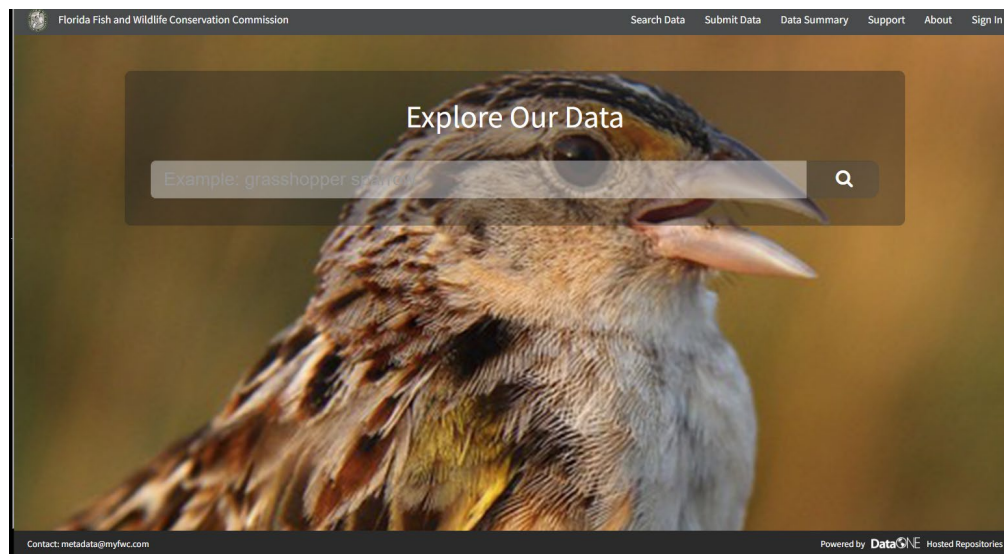 Florida Fish and Wildlife Conservation Commission Search Data Submit Data Data Summary Support About Sign In
Explore Our Data
Example: grasshopper sparrow
Contact: metadata@myfwc.com Powered by DataONE Hosted Repositories